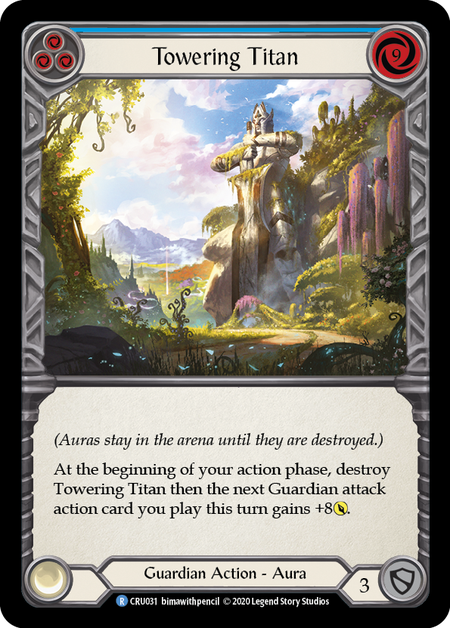 Towering Titan
9
(Auras stay in the arena until they are destroyed.)
At the beginning of your action phase, destroy
Towering Titan then the next Guardian attack
action card you play this turn gains +8.
Guardian Action - Aura
3
R CRU031 bimawithpencil © 2020 Legend Story Studios